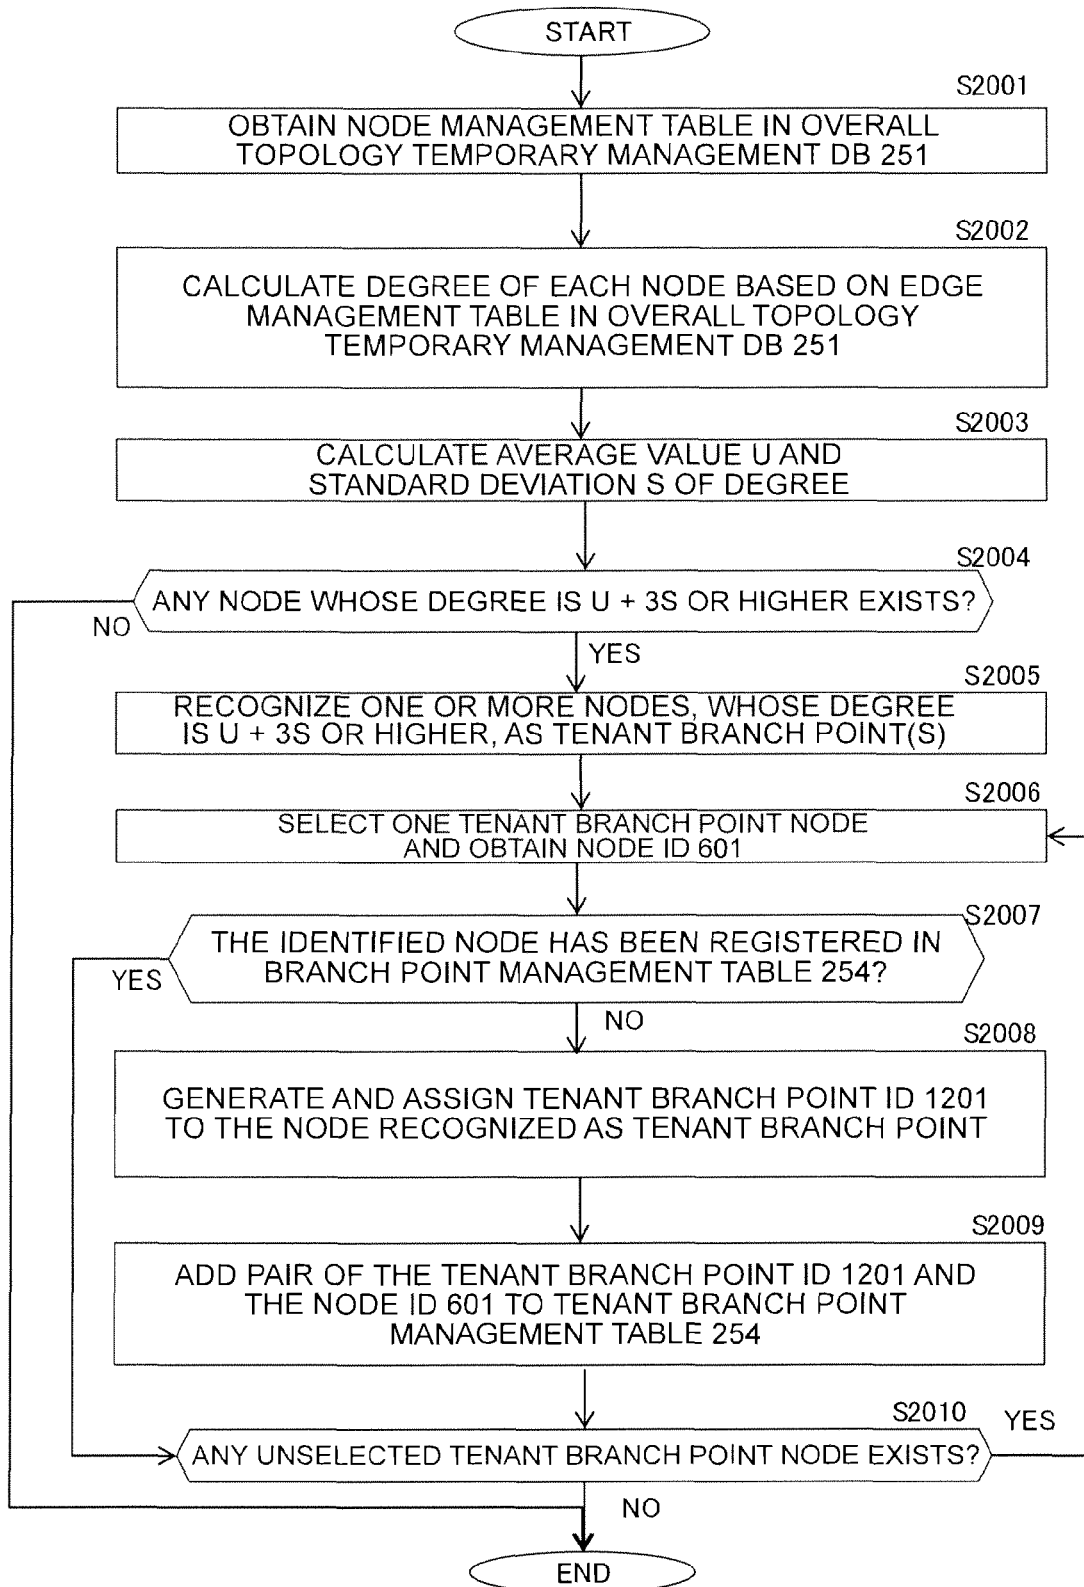 START
S2001
OBTAIN NODE MANAGEMENT TABLE IN OVERALL
TOPOLOGY TEMPORARY MANAGEMENT DB 251
S2002
CALCULATE DEGREE OF EACH NODE BASED ON EDGE
MANAGEMENT TABLE IN OVERALL TOPOLOGY
TEMPORARY MANAGEMENT DB 251
S2003
CALCULATE AVERAGE VALUE U AND
STANDARD DEVIATION S OF DEGREE
S2004
ANY NODE WHOSE DEGREE IS U + 3S OR HIGHER EXISTS?
NO
YES
S2005
RECOGNIZE ONE OR MORE NODES, WHOSE DEGREE
IS U + 3S OR HIGHER, AS TENANT BRANCH POINT(S)
S2006
SELECT ONE TENANT BRANCH POINT NODE
AND OBTAIN NODE ID 601
S2007
THE IDENTIFIED NODE HAS BEEN REGISTERED IN
BRANCH POINT MANAGEMENT TABLE 254?
YES
NO
S2008
GENERATE AND ASSIGN TENANT BRANCH POINT ID 1201
TO THE NODE RECOGNIZED AS TENANT BRANCH POINT
S2009
ADD PAIR OF THE TENANT BRANCH POINT ID 1201 AND
THE NODE ID 601 TO TENANT BRANCH POINT
MANAGEMENT TABLE 254
S2010
YES
ANY UNSELECTED TENANT BRANCH POINT NODE EXISTS?
NO
END